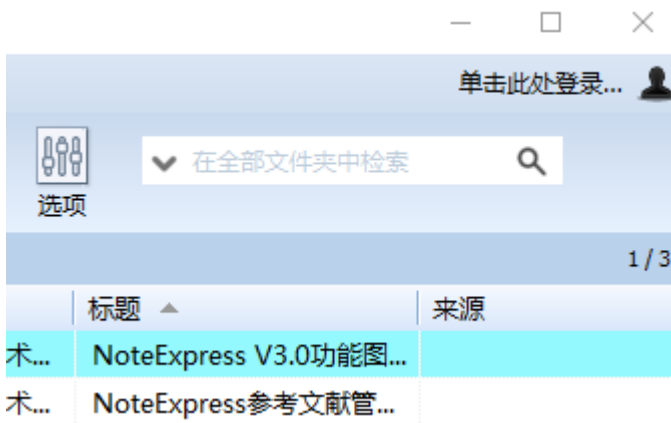 单击此处登录...
在全部文件夹中检索
选项
1 / 3
标题 来源
术... NoteExpress V3.0功能图...
术... NoteExpress参考文献管...